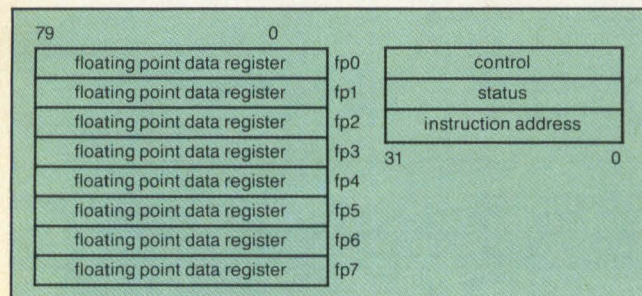 79 0
floating point data register fp0
floating point data register fp1
floating point data register fp2
floating point data register fp3
floating point data register fp4
floating point data register fp5
floating point data register fp6
floating point data register fp7
control
status
instruction address
31 0